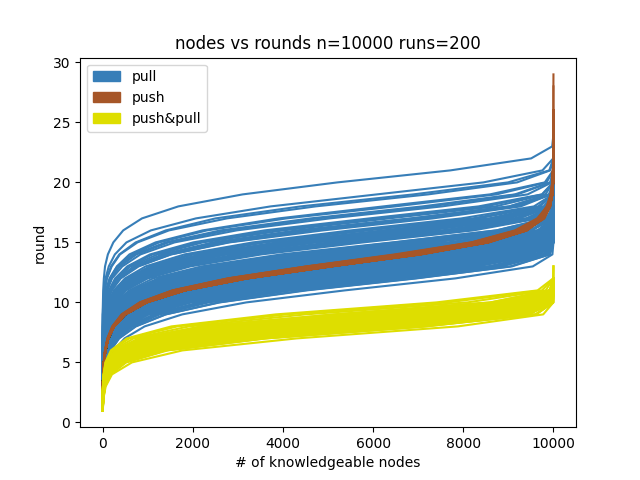 nodes vs rounds n=10000 runs=200
pull
push
push&pull
round
30
25
20
15
10
5
0
0 2000 4000 6000 8000 10000
# of knowledgeable nodes